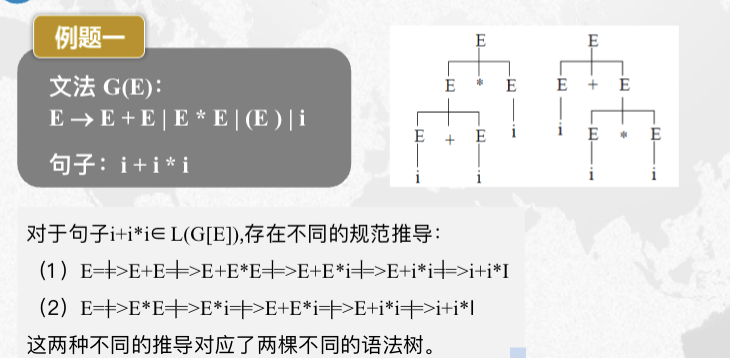 例题一
文法 G(E)：
E → E + E | E * E | (E ) | i
句子：i + i * i
E E
E * E E + E
E + E i i E * E
i i i i
对于句子i+i*i∈ L(G[E]),存在不同的规范推导：
（1）E=╪>E+E=╪>E+E*E=╪>E+E*i=╪>E+i*i=╪>i+i*I
（2）E=╪>E*E=╪>E*i=╪>E+E*i=╪>E+i*i=╪>i+i*I
这两种不同的推导对应了两棵不同的语法树。